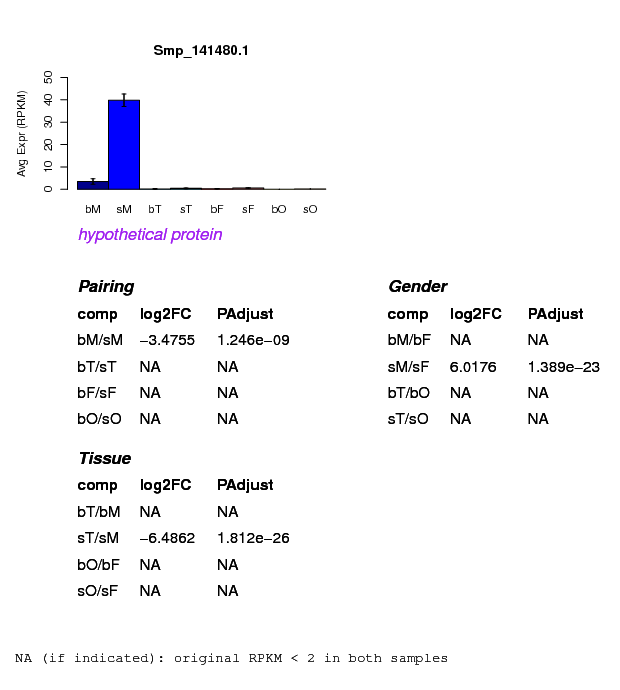 Smp_141480.1
Avg Expr (RPKM)
50
40
30
20
10
0
bM sM bT sT bF sF bO sO
hypothetical protein
Pairing
comp log2FC PAdjust
bM/sM −3.4755 1.246e−09
bT/sT NA NA
bF/sF NA NA
bO/sO NA NA
Gender
comp log2FC PAdjust
bM/bF NA NA
sM/sF 6.0176 1.389e−23
bT/bO NA NA
sT/sO NA NA
Tissue
comp log2FC PAdjust
bT/bM NA NA
sT/sM −6.4862 1.812e−26
bO/bF NA NA
sO/sF NA NA
NA (if indicated): original RPKM < 2 in both samples